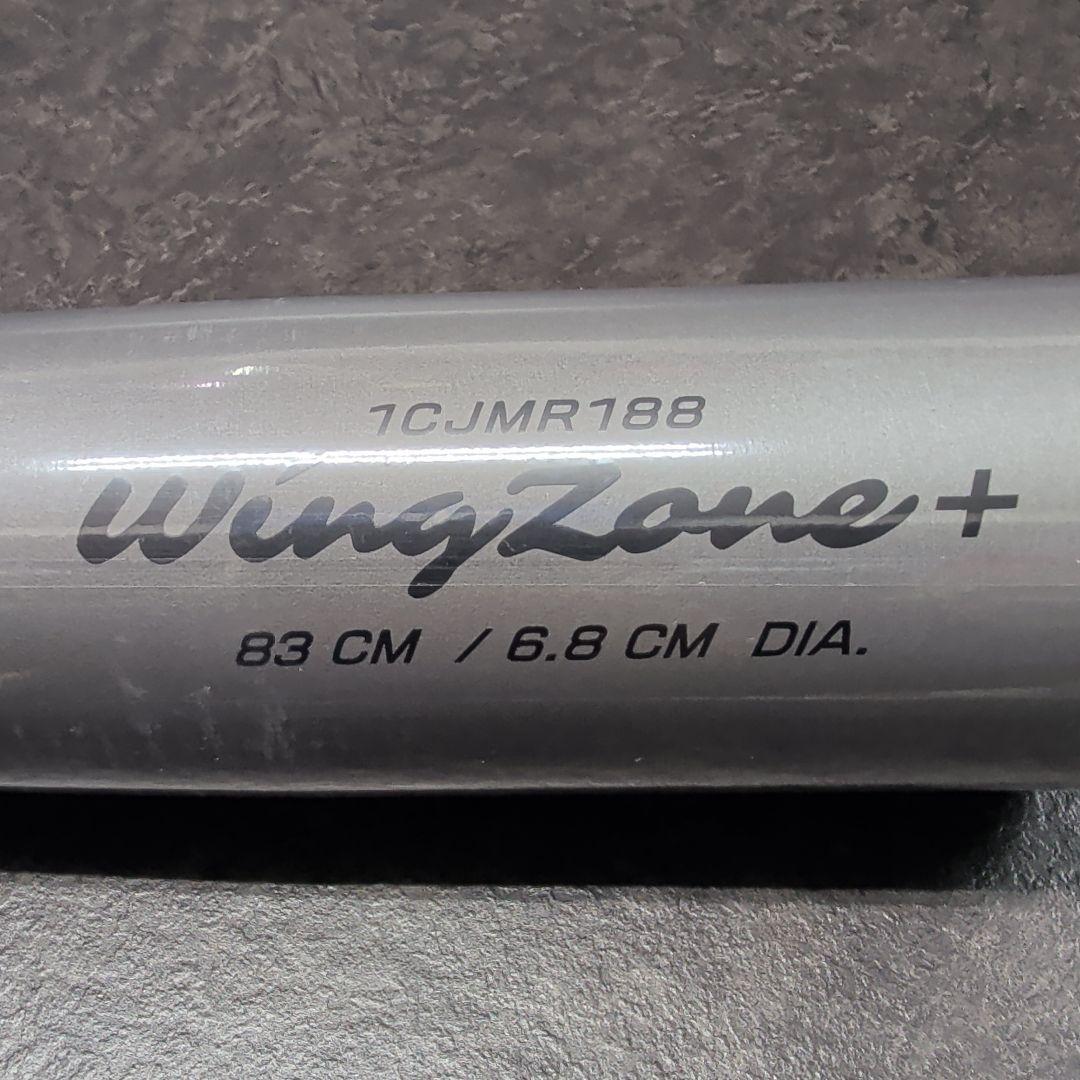 1CJMR188
WingZone+
83 CM / 6.8 CM DIA.